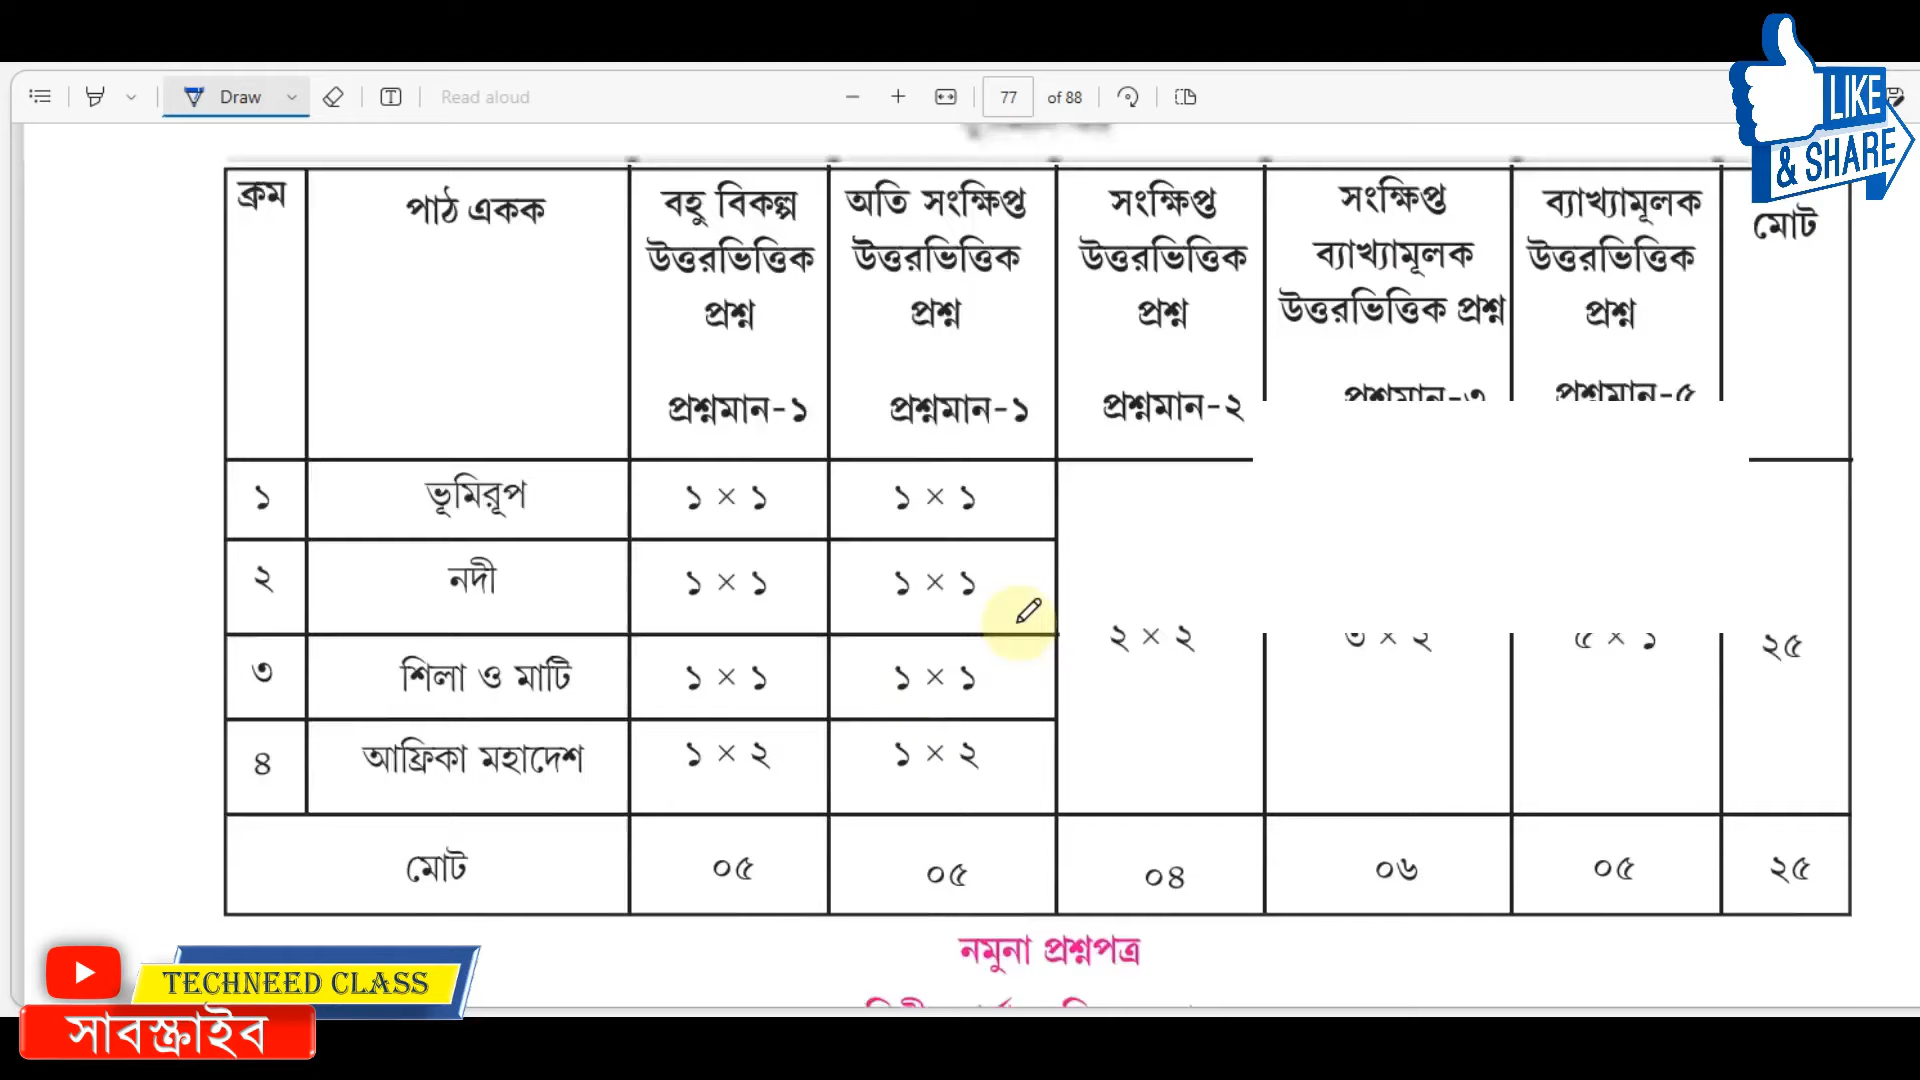 Draw
Read aloud
77 of 88
LIKE
& SHARE
ক্রম
পাঠ একক
বহু বিকল্প
উত্তরভিত্তিক
প্রশ্ন
প্রশ্নমান-১
অতি সংক্ষিপ্ত
উত্তরভিত্তিক
প্রশ্ন
প্রশ্নমান-১
সংক্ষিপ্ত
উত্তরভিত্তিক
প্রশ্ন
প্রশ্নমান-২
সংক্ষিপ্ত
ব্যাখ্যামূলক
উত্তরভিত্তিক প্রশ্ন
প্রশ্নমান-৩
ব্যাখ্যামূলক
উত্তরভিত্তিক
প্রশ্ন
প্রশ্নমান-৫
মোট
১ ভূমিরূপ ১ × ১ ১ × ১
২ নদী ১ × ১ ১ × ১
২ × ২ ৩ × ২ ৫ × ১ ২৫
৩ শিলা ও মাটি ১ × ১ ১ × ১
৪ আফ্রিকা মহাদেশ ১ × ২ ১ × ২
মোট ০৫ ০৫ ০৪ ০৬ ০৫ ২৫
নমুনা প্রশ্নপত্র
TECHNEED CLASS
সাবস্ক্রাইব